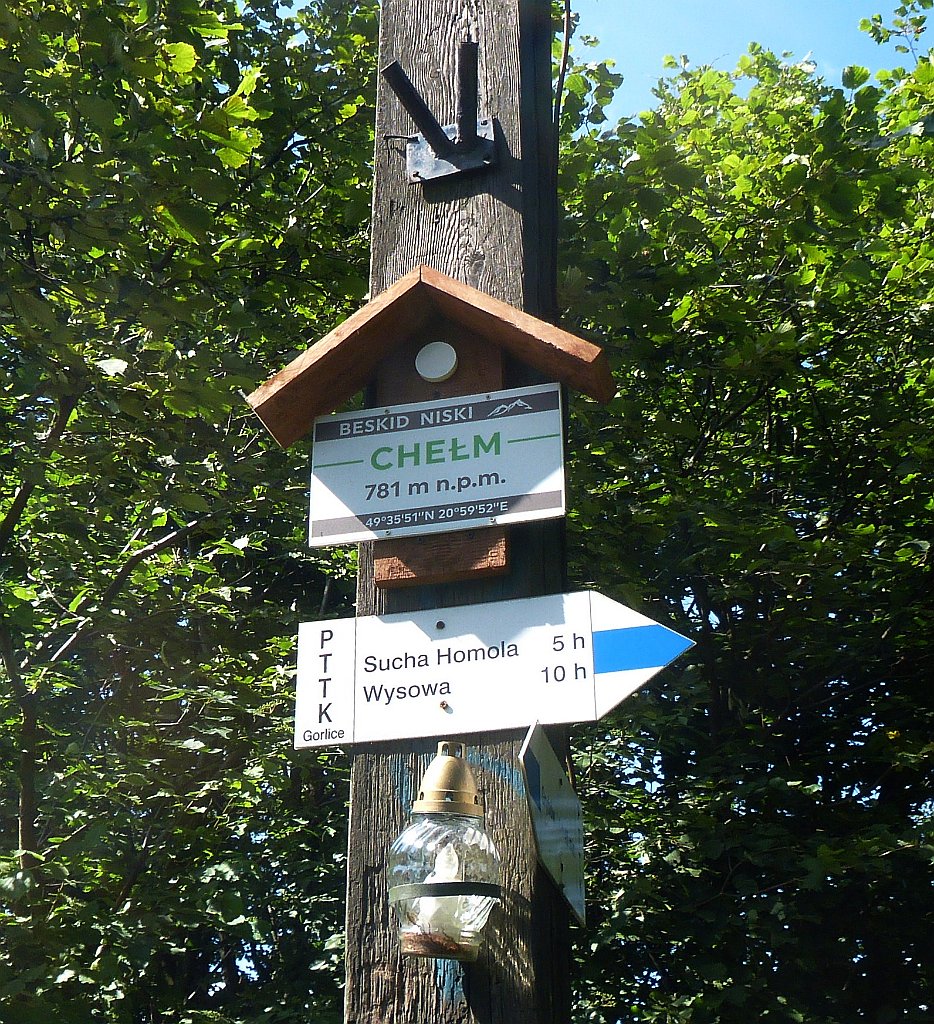 BESKID NISKI
CHEŁM
781 m n.p.m.
49°35'51"N 20°59'52"E
PTTK
Gorlice
Sucha Homola 5 h
Wysowa 10 h